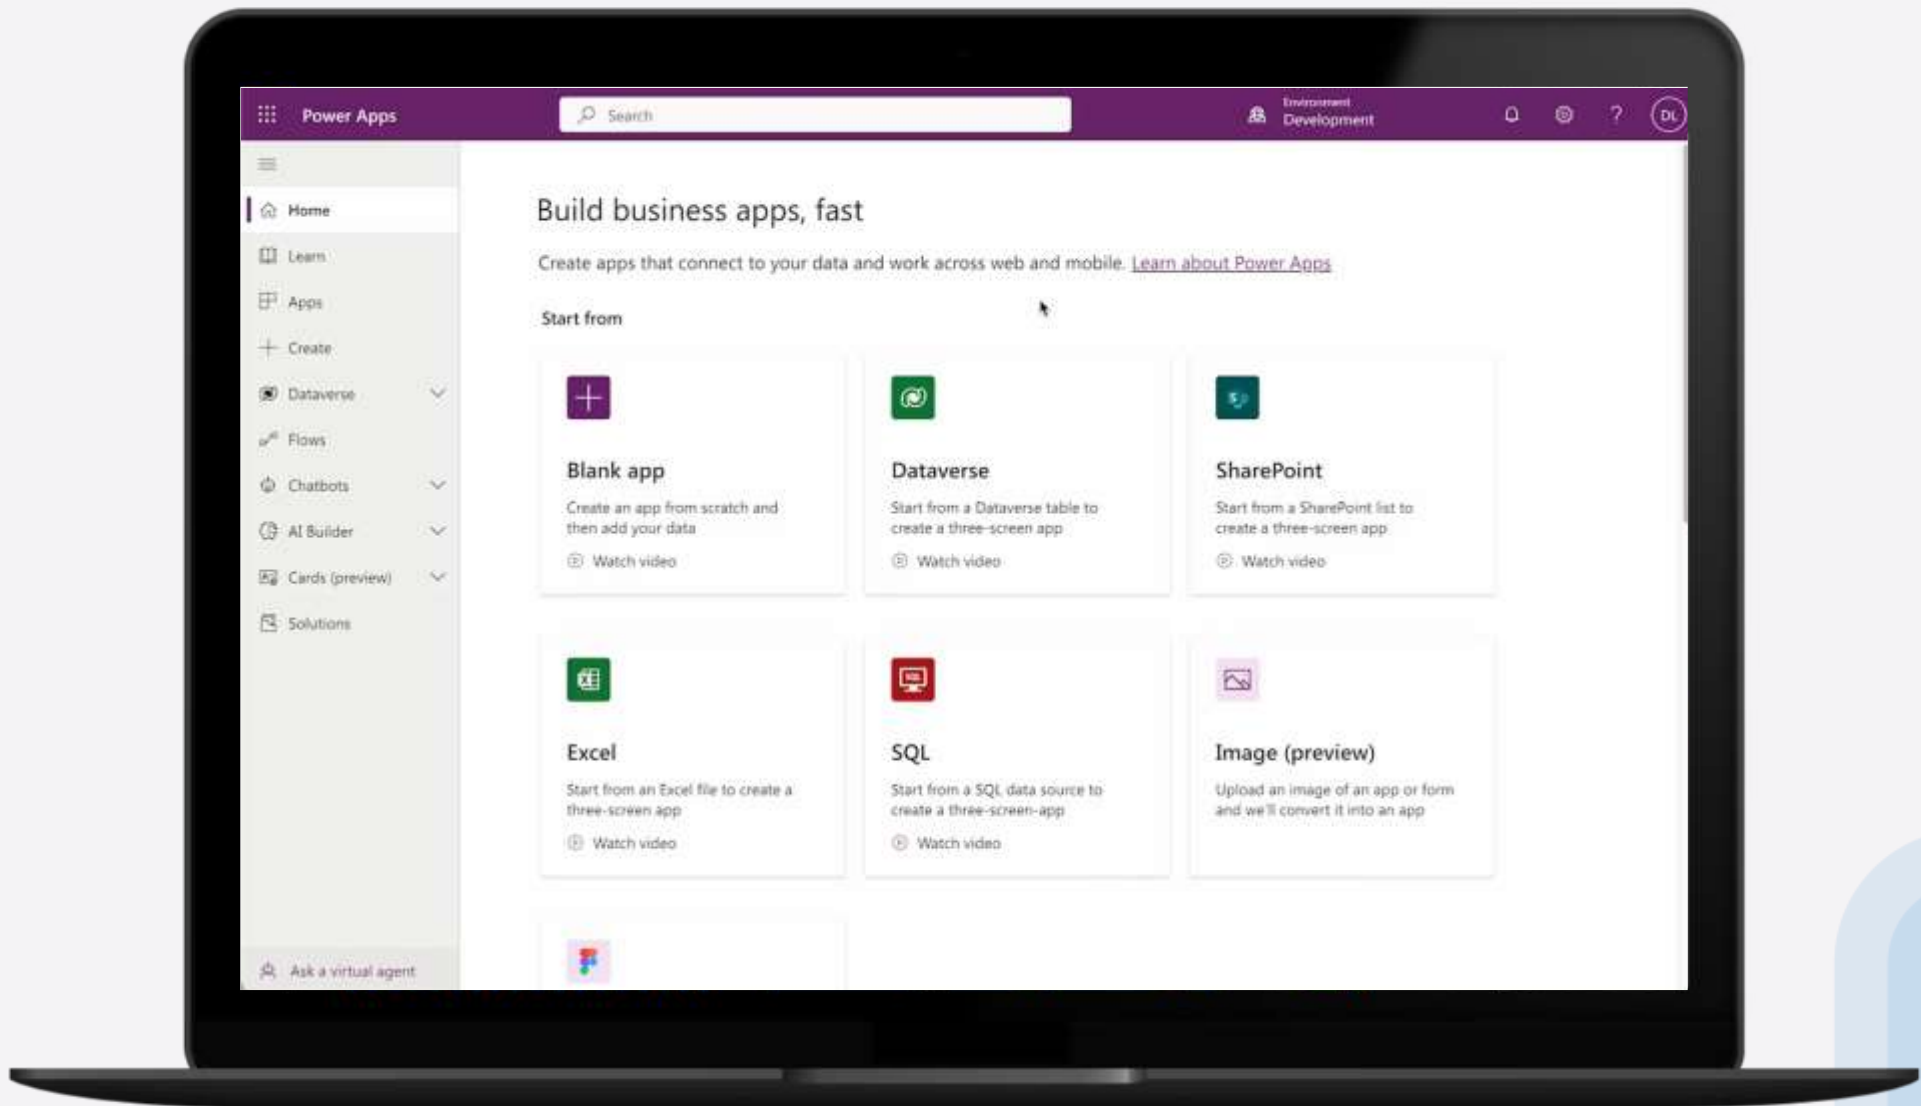 Power Apps
Search
Environment
Development
?
DL
Home
Learn
Apps
Create
Dataverse
Flows
Chatbots
AI Builder
Cards (preview)
Solutions
Ask a virtual agent
Build business apps, fast
Create apps that connect to your data and work across web and mobile. Learn about Power Apps
Start from
Blank app
Create an app from scratch and
then add your data
Watch video
Dataverse
Start from a Dataverse table to
create a three-screen app
Watch video
SharePoint
Start from a SharePoint list to
create a three-screen app
Watch video
Excel
Start from an Excel file to create a
three-screen app
Watch video
SQL
SQL
Start from a SQL data source to
create a three-screen-app
Watch video
Image (preview)
Upload an image of an app or form
and we'll convert it into an app